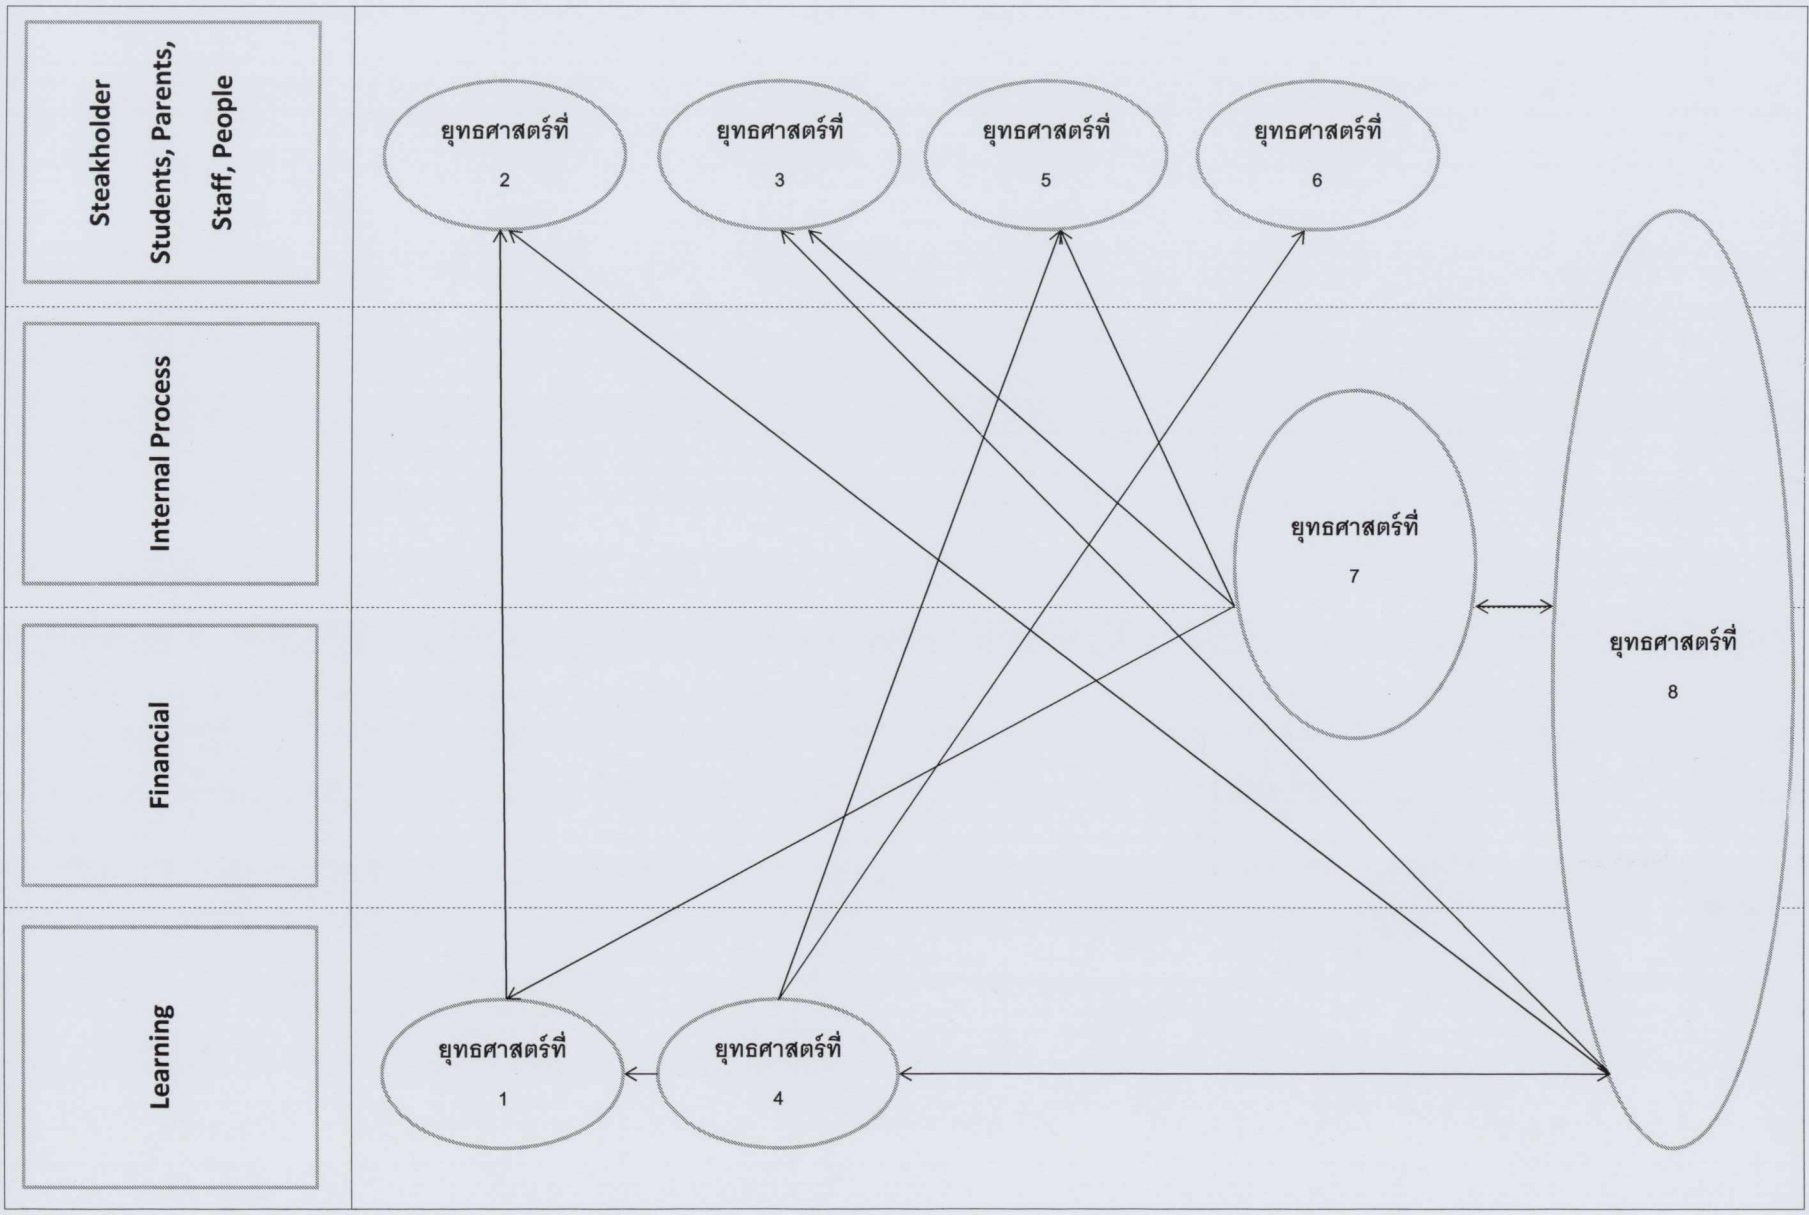 Steakholder
Students, Parents,
Staff, People
ยุทธศาสตร์ที่
2
ยุทธศาสตร์ที่
3
ยุทธศาสตร์ที่
5
ยุทธศาสตร์ที่
6
Internal Process
ยุทธศาสตร์ที่
7
Financial
ยุทธศาสตร์ที่
8
Learning
ยุทธศาสตร์ที่
1
ยุทธศาสตร์ที่
4